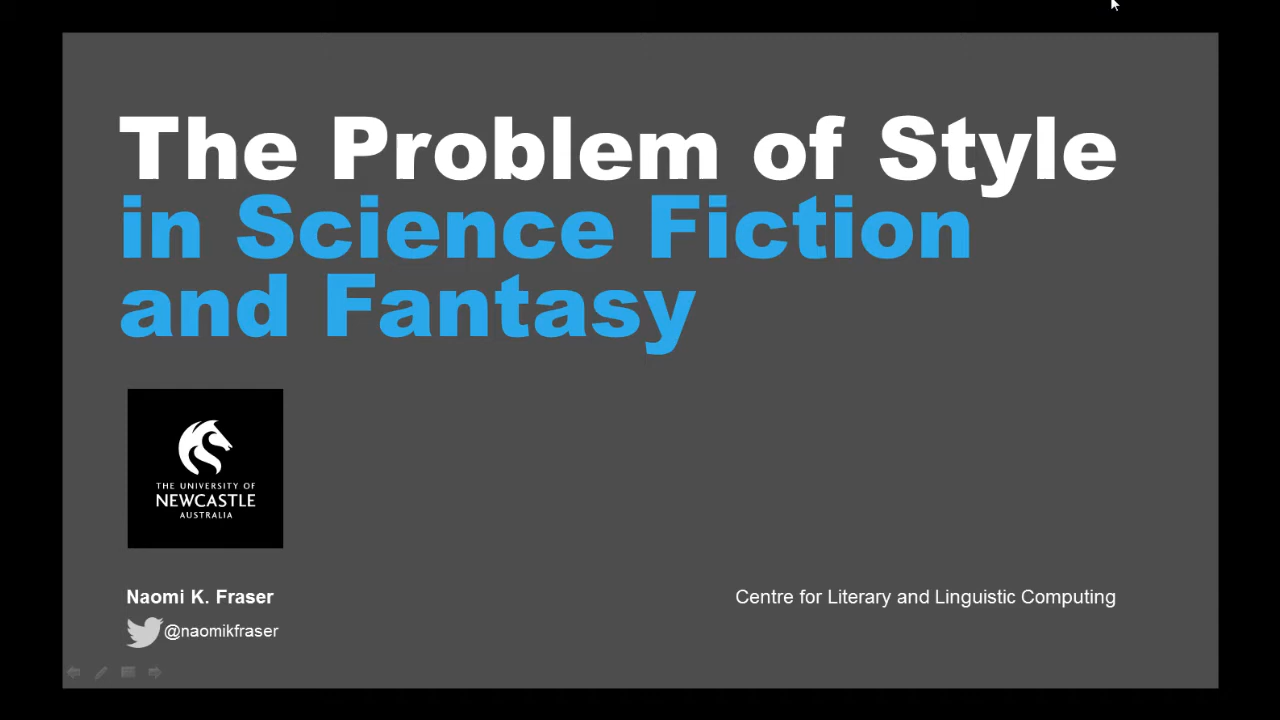 The Problem of Style
in Science Fiction
and Fantasy
THE UNIVERSITY OF
NEWCASTLE
AUSTRALIA
Naomi K. Fraser
Centre for Literary and Linguistic Computing
@naomikfraser